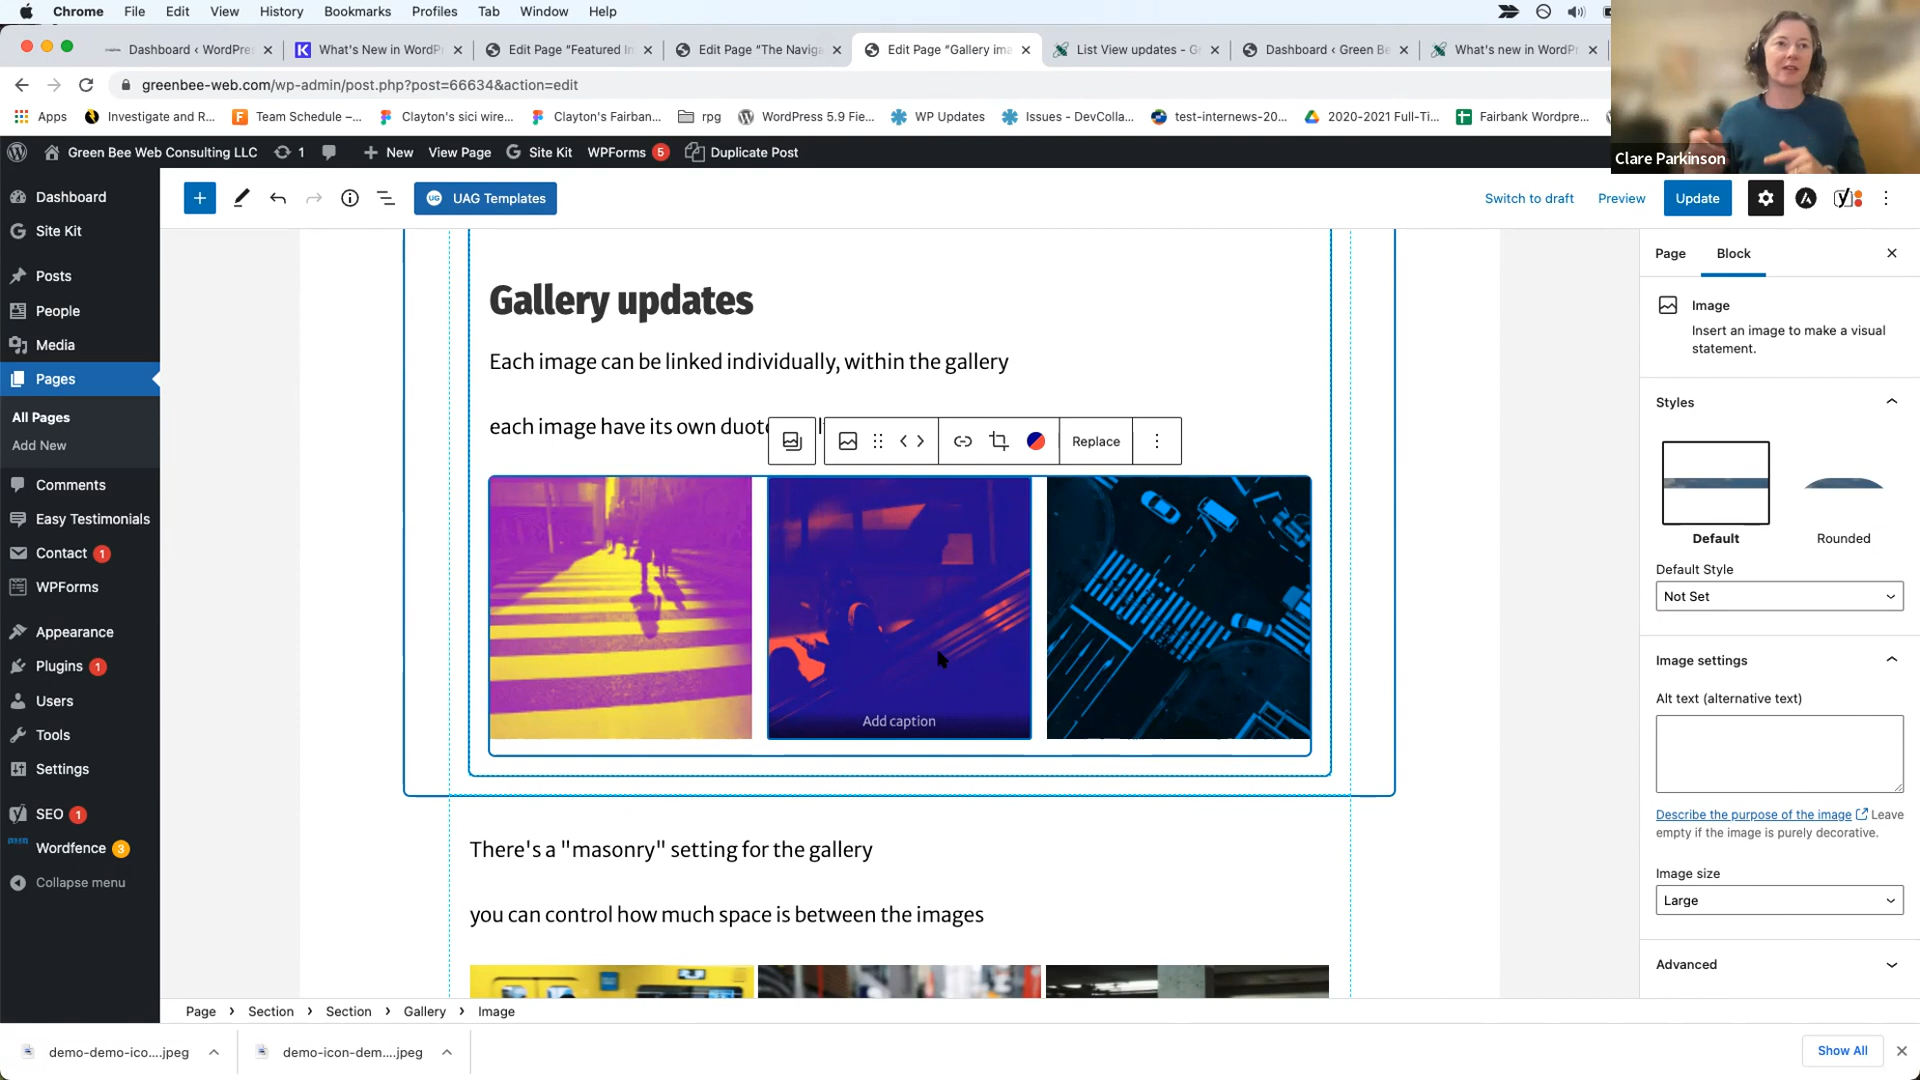 Chrome File Edit View History Bookmarks Profiles Tab Window Help
Dashboard ‹ WordPre
What's New in WordP
Edit Page "Featured Im
Edit Page "The Naviga
Edit Page "Gallery ima
List View updates - G
Dashboard ‹ Green Be
What's new in WordP
greenbee-web.com/wp-admin/post.php?post=66634&action=edit
Apps Investigate and R... Team Schedule –... Clayton's sici wire... Clayton's Fairban... rpg WordPress 5.9 Fie... WP Updates Issues - DevColla... test-internews-20... 2020-2021 Full-Ti... Fairbank Wordpre...
Clare Parkinson
Green Bee Web Consulting LLC 1 New View Page Site Kit WPForms 5 Duplicate Post
UAG Templates
Switch to draft Preview Update
Dashboard
Site Kit
Posts
People
Media
Pages
All Pages
Add New
Comments
Easy Testimonials
Contact 1
WPForms
Appearance
Plugins 1
Users
Tools
Settings
SEO 1
Wordfence 3
Collapse menu
Gallery updates
Each image can be linked individually, within the gallery
each image have its own duot
Replace
Add caption
There's a "masonry" setting for the gallery
you can control how much space is between the images
Page Block
Image
Insert an image to make a visual
statement.
Styles
Default Rounded
Default Style
Not Set
Image settings
Alt text (alternative text)
Describe the purpose of the image Leave
empty if the image is purely decorative.
Image size
Large
Advanced
Page › Section › Section › Gallery › Image
demo-demo-ico....jpeg
demo-icon-dem....jpeg
Show All